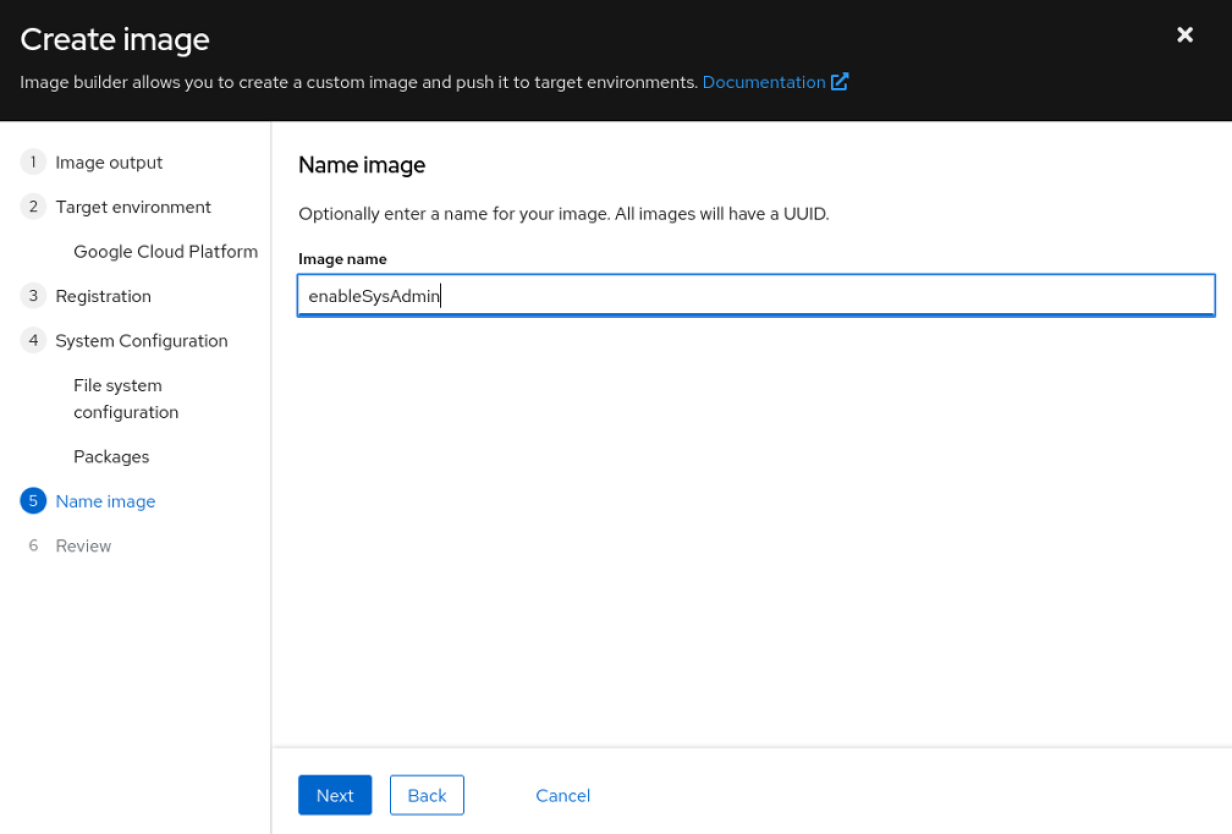 Create image
Image builder allows you to create a custom image and push it to target environments. Documentation
1 Image output
2 Target environment
Google Cloud Platform
3 Registration
4 System Configuration
File system
configuration
Packages
5 Name image
6 Review
Name image
Optionally enter a name for your image. All images will have a UUID.
Image name
enableSysAdmin
Next Back Cancel